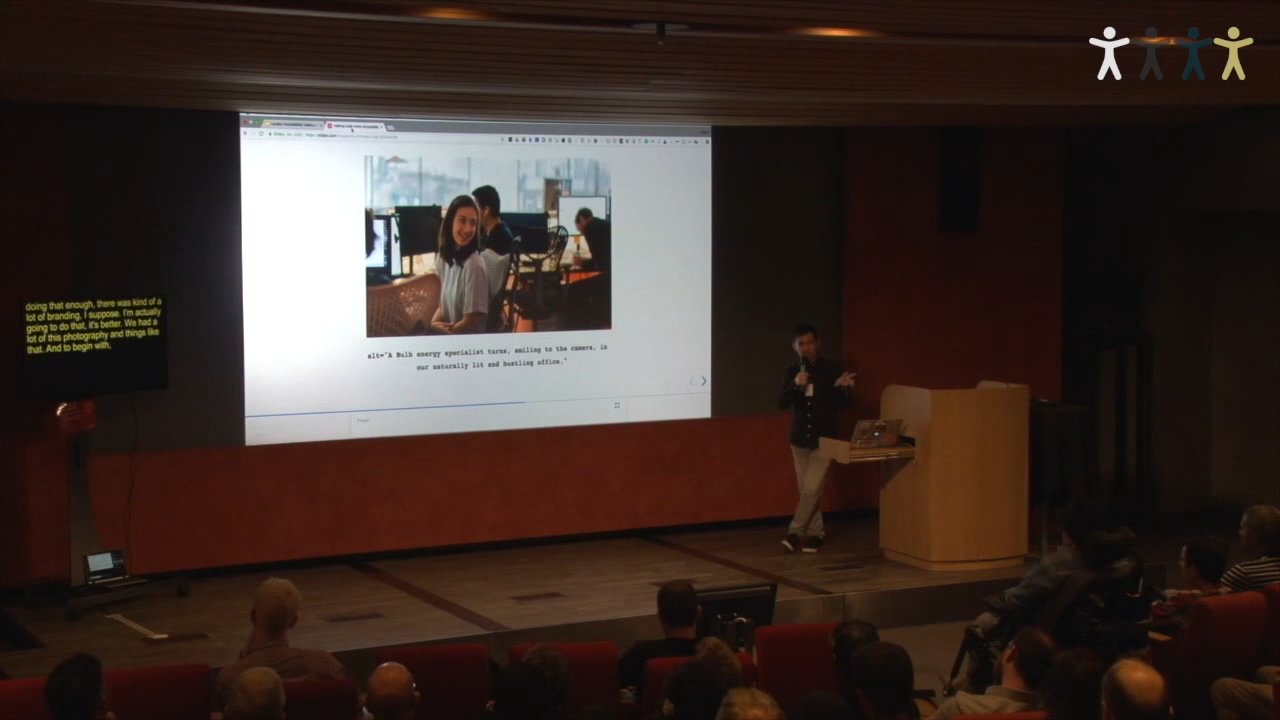 doing that enough, there was kind of a
lot of branding, I suppose. I'm actually
going to do that, it's better. We had a
lot of this photography and things like
that. And to begin with,
alt="A Bulb energy specialist turns, smiling to the camera, in
our naturally lit and bustling office."